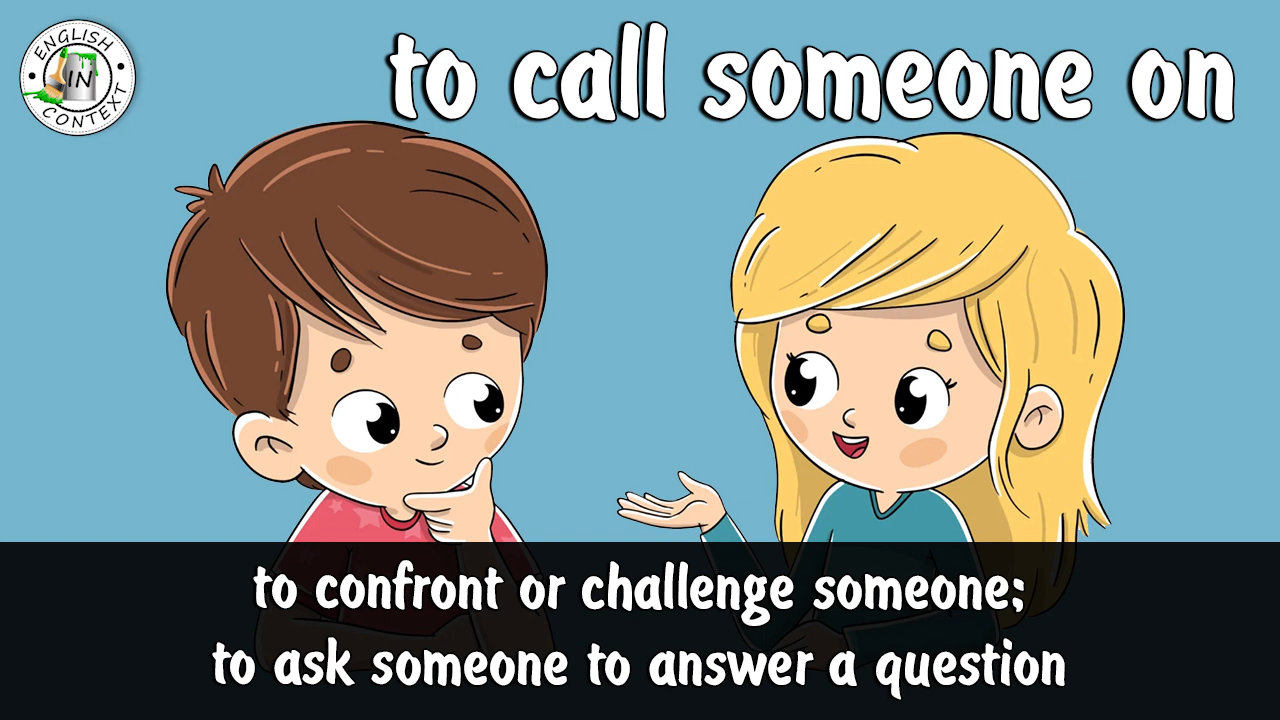 ENGLISH
IN
CONTEXT
to call someone on
to confront or challenge someone;
to ask someone to answer a question